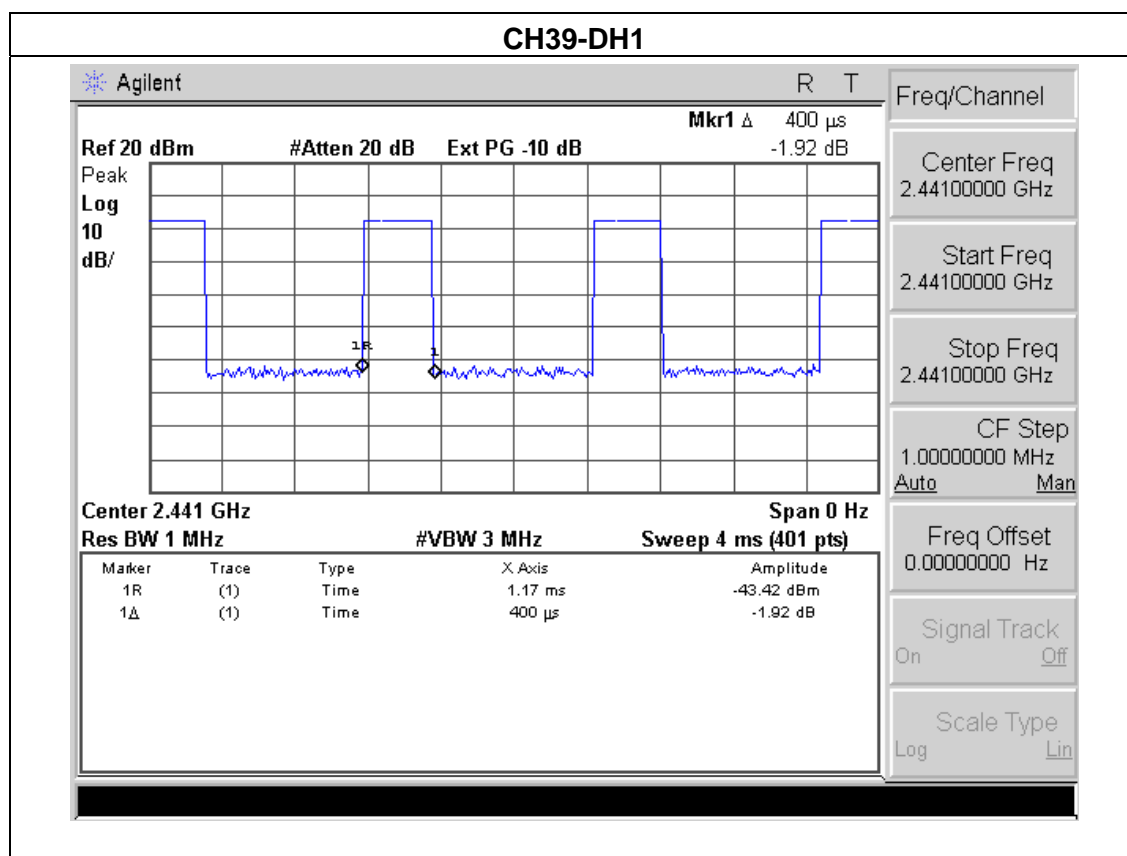 CH39-DH1
Agilent R T
Mkr1 Δ 400 µs
Ref 20 dBm #Atten 20 dB Ext PG -10 dB -1.92 dB
Peak
Log
10
dB/
1R
1
Center 2.441 GHz Span 0 Hz
Res BW 1 MHz #VBW 3 MHz Sweep 4 ms (401 pts)
Marker Trace Type X Axis Amplitude
1R (1) Time 1.17 ms -43.42 dBm
1Δ (1) Time 400 µs -1.92 dB
Freq/Channel
Center Freq
2.44100000 GHz
Start Freq
2.44100000 GHz
Stop Freq
2.44100000 GHz
CF Step
1.00000000 MHz
Auto Man
Freq Offset
0.00000000 Hz
Signal Track
On Off
Scale Type
Log Lin